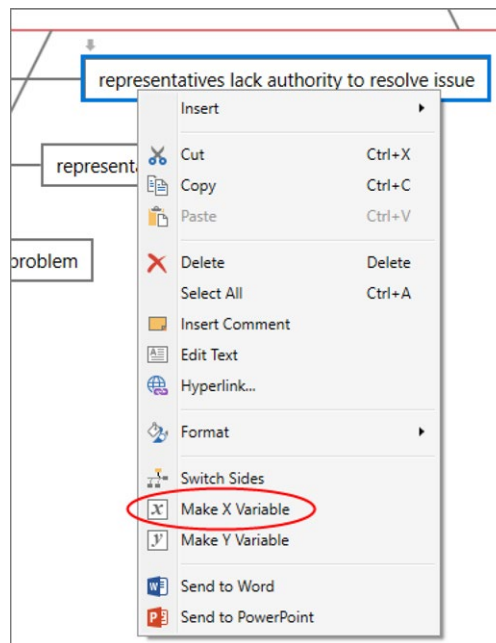 representatives lack authority to resolve issue
Insert
Cut Ctrl+X
representa
Copy Ctrl+C
Paste Ctrl+V
problem
Delete Delete
Select All Ctrl+A
Insert Comment
Edit Text
Hyperlink...
Format
Switch Sides
x Make X Variable
y Make Y Variable
Send to Word
Send to PowerPoint